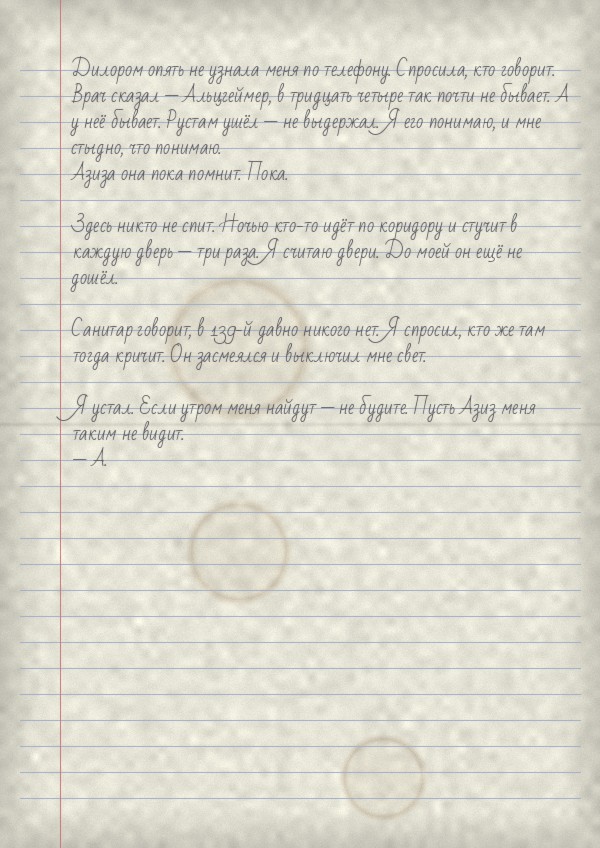 Дилором опять не узнала меня по телефону. Спросила, кто говорит.
Врач сказал — Альцгеймер, в тридцать четыре так почти не бывает. А
у неё бывает. Рустам ушёл — не выдержал. Я его понимаю, и мне
стыдно, что понимаю.
Азиза она пока помнит. Пока.
Здесь никто не спит. Ночью кто-то идёт по коридору и стучит в
каждую дверь — три раза. Я считаю двери. До моей он ещё не
дошёл.
Санитар говорит, в 139-й давно никого нет. Я спросил, кто же там
тогда кричит. Он засмеялся и выключил мне свет.
Я устал. Если утром меня найдут — не будите. Пусть Азиз меня
таким не видит.
— А.